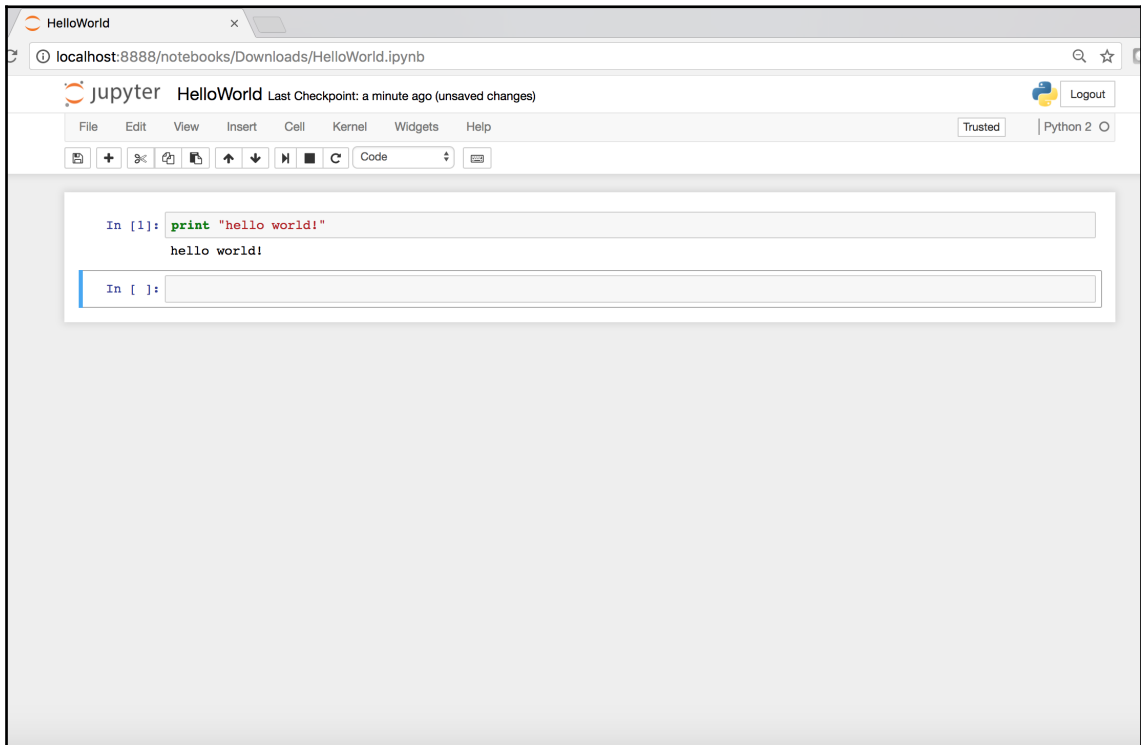 HelloWorld
localhost:8888/notebooks/Downloads/HelloWorld.ipynb
jupyter HelloWorld Last Checkpoint: a minute ago (unsaved changes) Logout
File Edit View Insert Cell Kernel Widgets Help Trusted Python 2
Code
In [1]: print "hello world!"
hello world!
In [ ]: